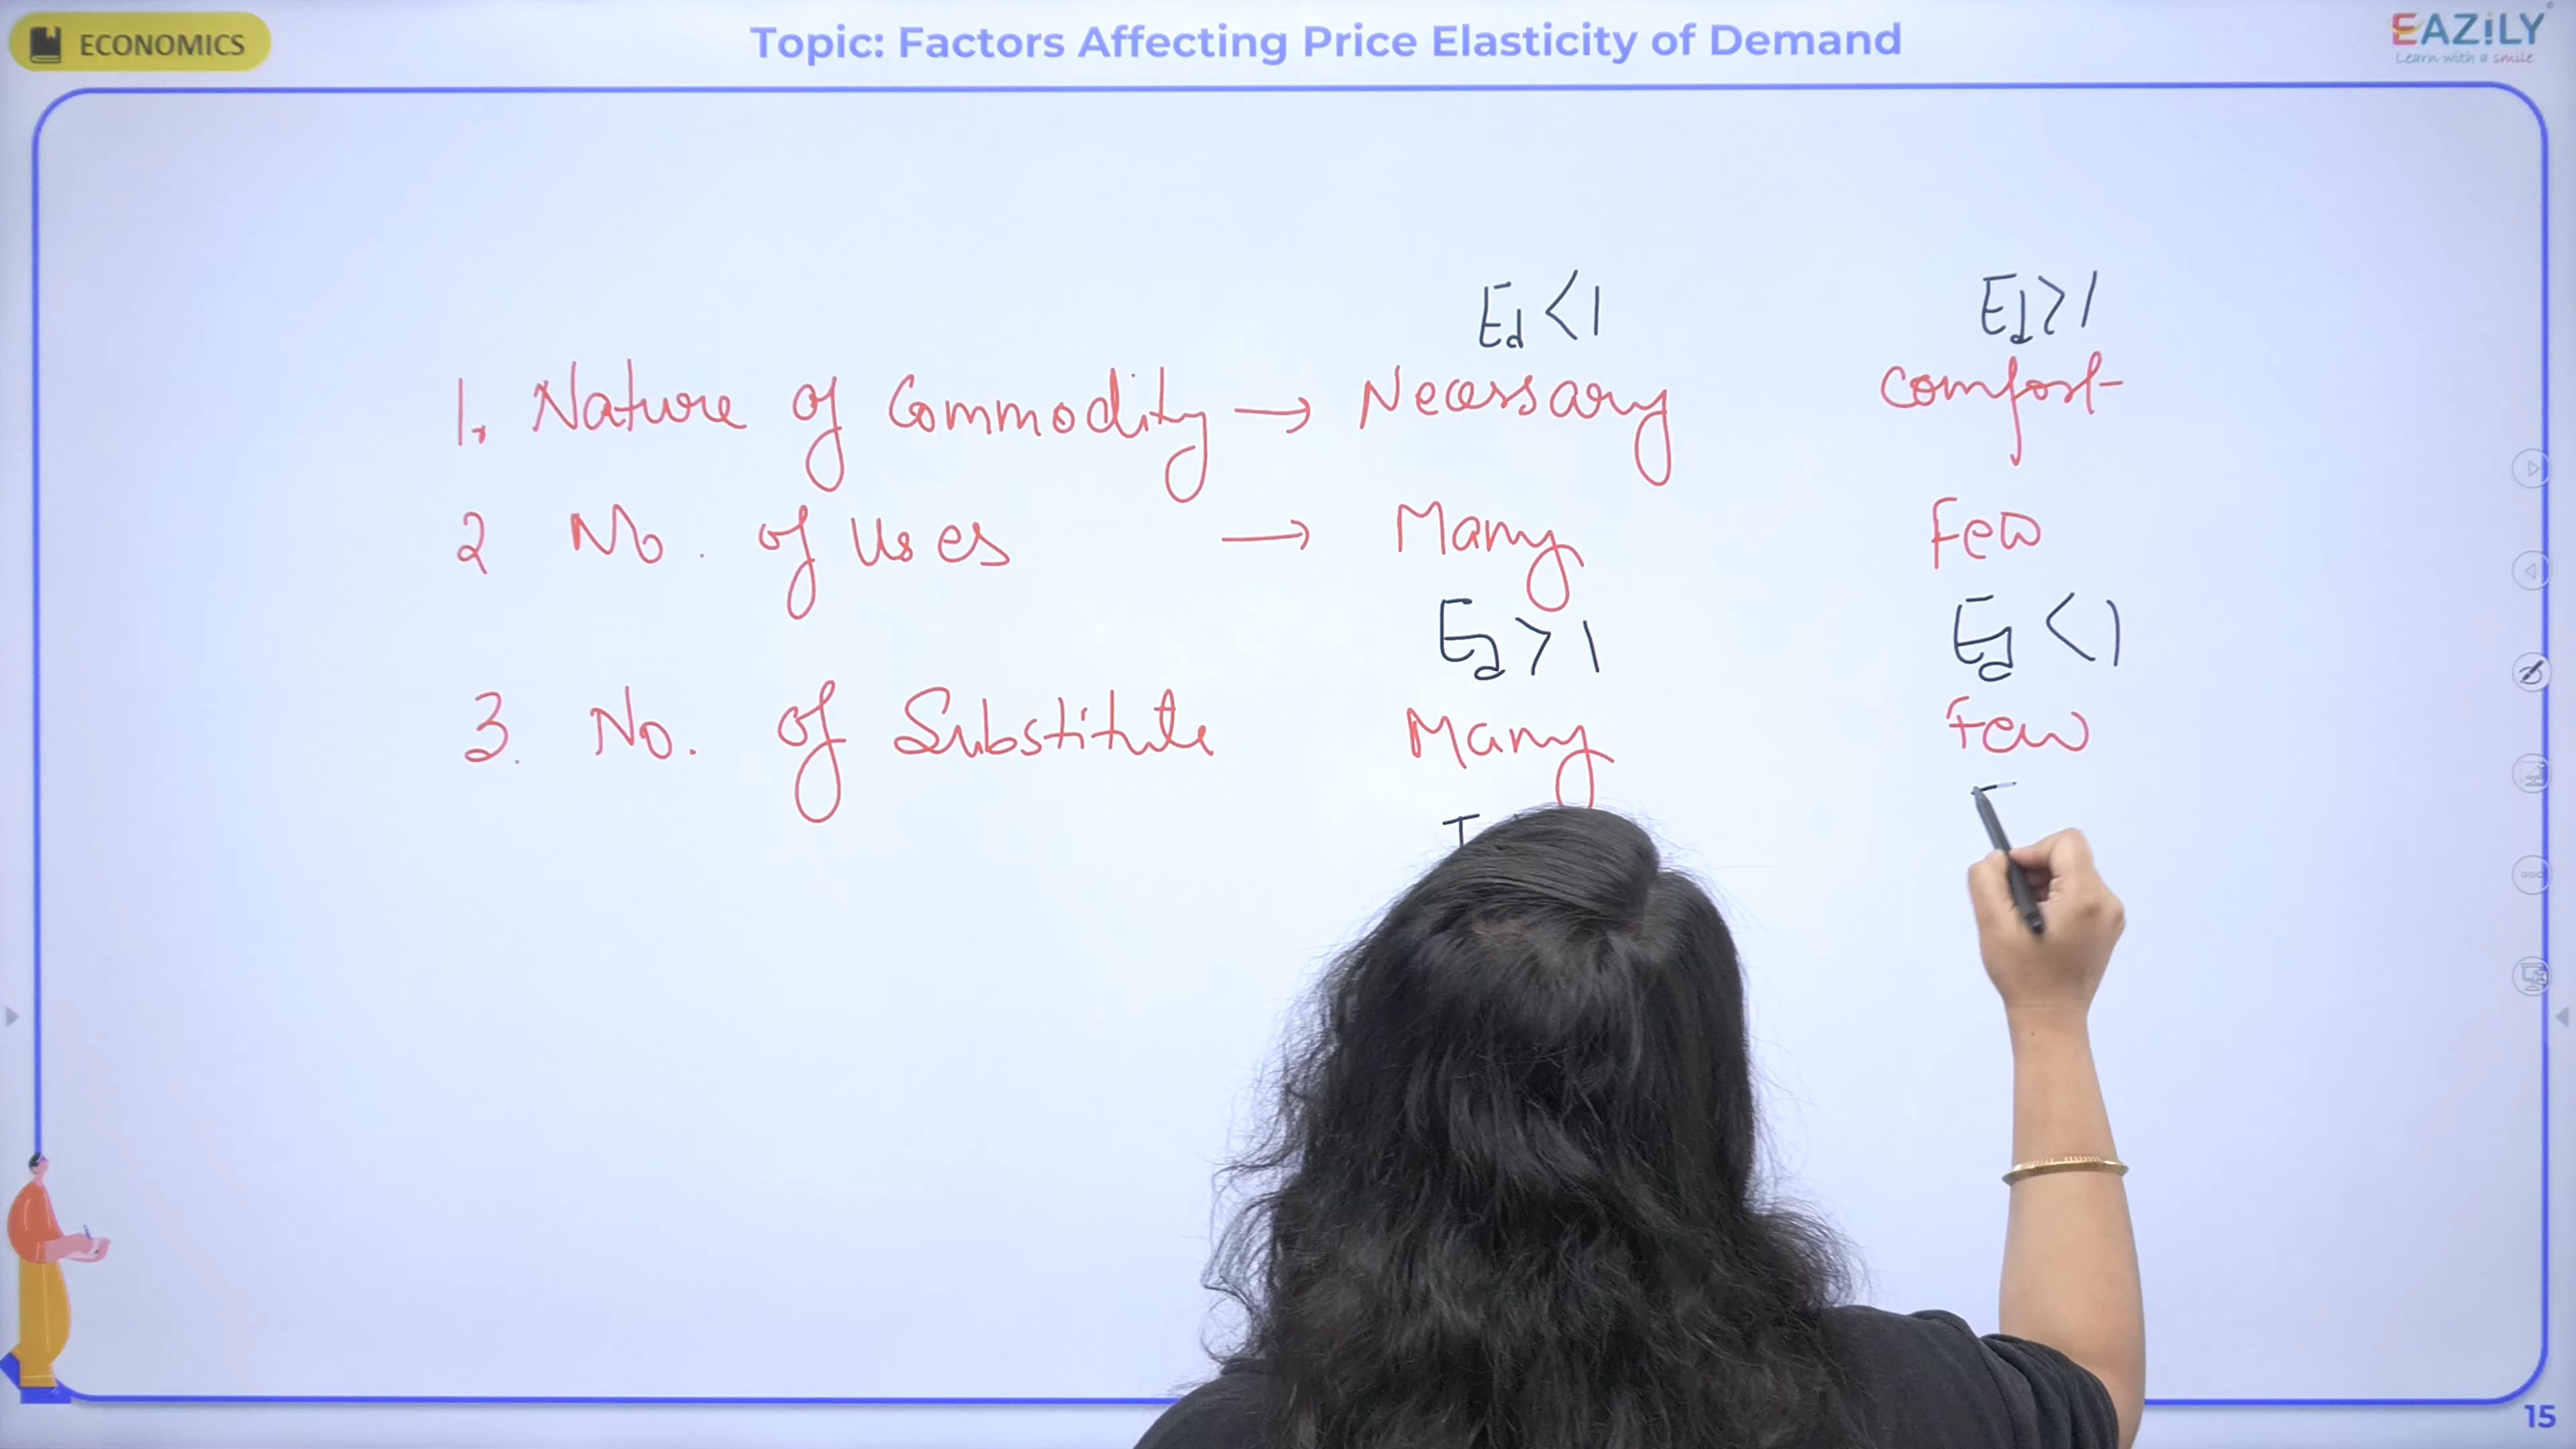 ECONOMICS
Topic: Factors Affecting Price Elasticity of Demand
EAZiLY
Learn with a smile
Ed <1 Ed>1
1. Nature of Commodity → Necessary Comfort
2 No. of Uses → Many Few
Ed >1 Ed <1
3. No. of Substitute Many few
15